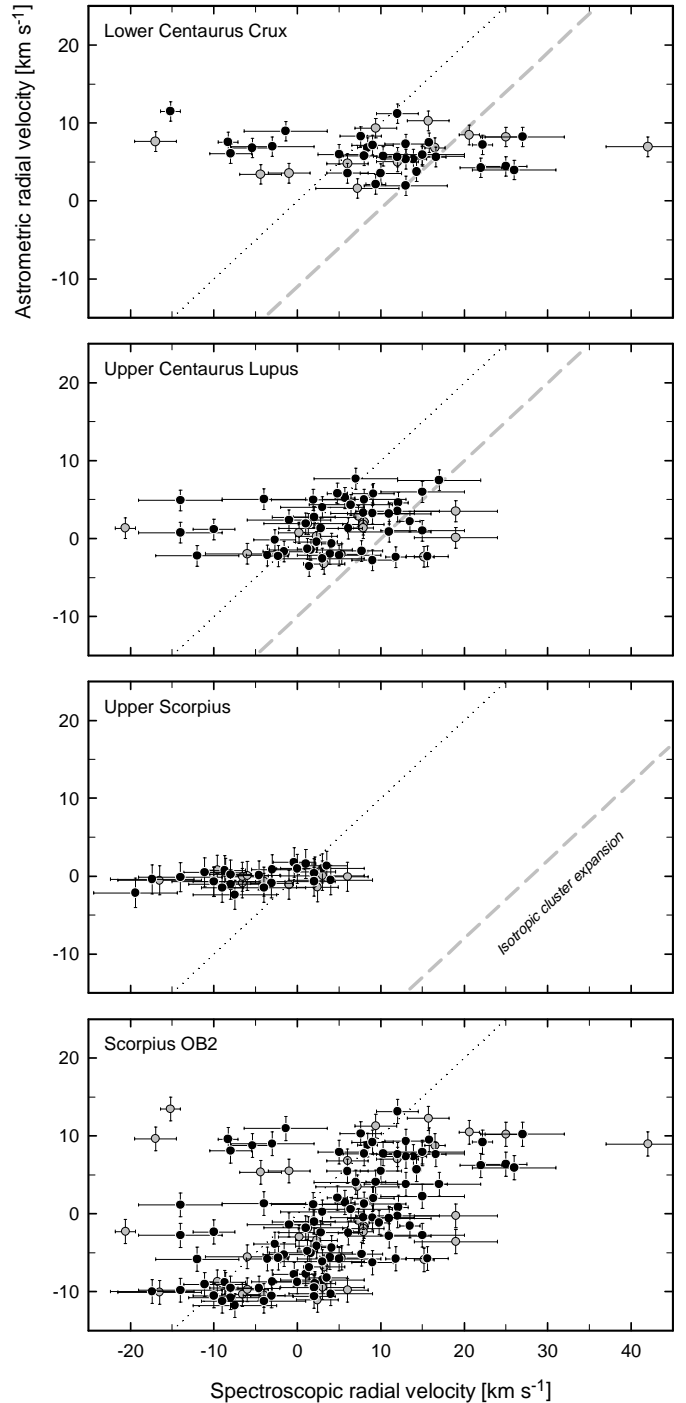 Lower Centaurus Crux
20
10
0
-10
Astrometric radial velocity [km s-1]
Upper Centaurus Lupus
20
10
0
-10
Upper Scorpius
20
10
0
-10
Isotropic cluster expansion
Scorpius OB2
20
10
0
-10
-20 -10 0 10 20 30 40
Spectroscopic radial velocity [km s-1]